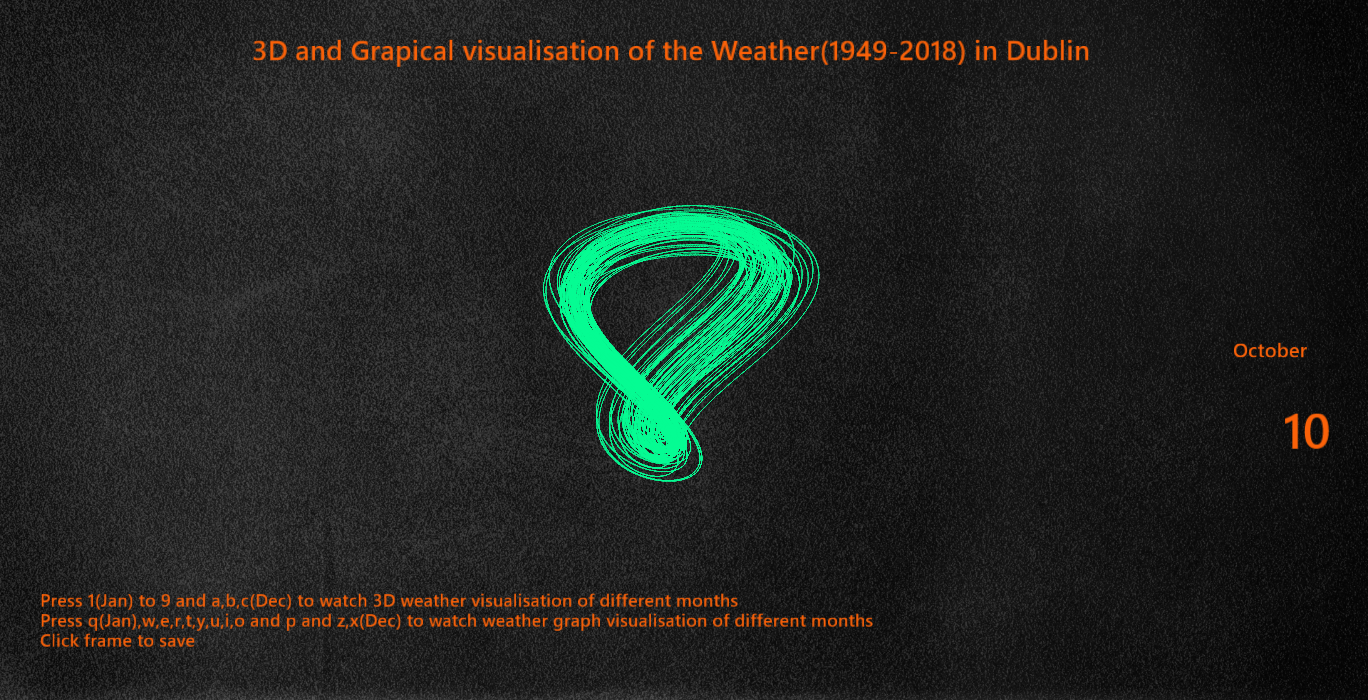 3D and Grapical visualisation of the Weather(1949-2018) in Dublin
October
10
Press 1(Jan) to 9 and a,b,c(Dec) to watch 3D weather visualisation of different months
Press q(Jan),w,e,r,t,y,u,i,o and p and z,x(Dec) to watch weather graph visualisation of different months
Click frame to save